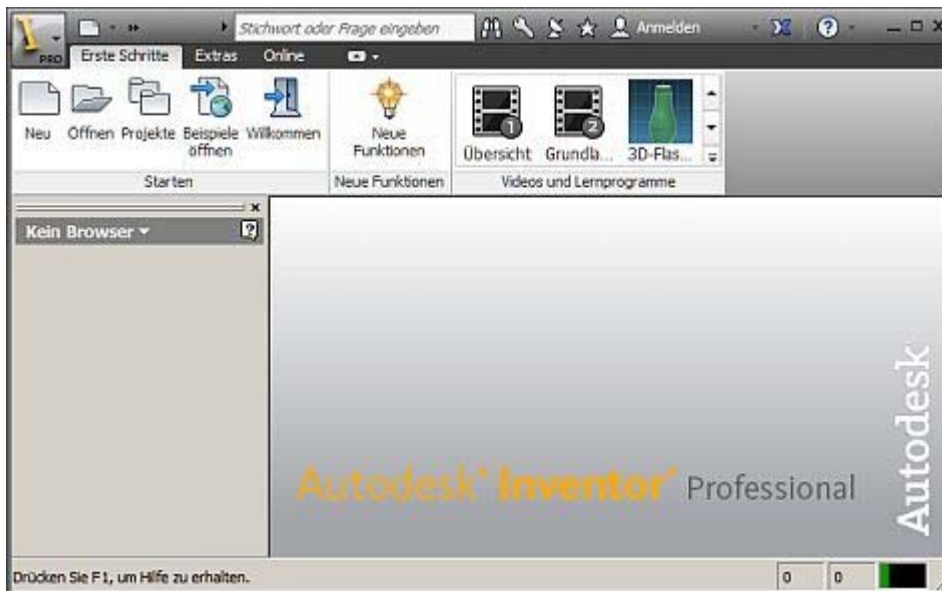 Stichwort oder Frage eingeben Anmelden
PRO Erste Schritte Extras Online
Neu Öffnen Projekte Beispiele öffnen Willkommen Neue Funktionen Übersicht Grundla... 3D-Flas...
1 2
Starten Neue Funktionen Videos und Lernprogramme
Kein Browser
Autodesk® Inventor® Professional
Autodesk
Drücken Sie F1, um Hilfe zu erhalten. 0 0